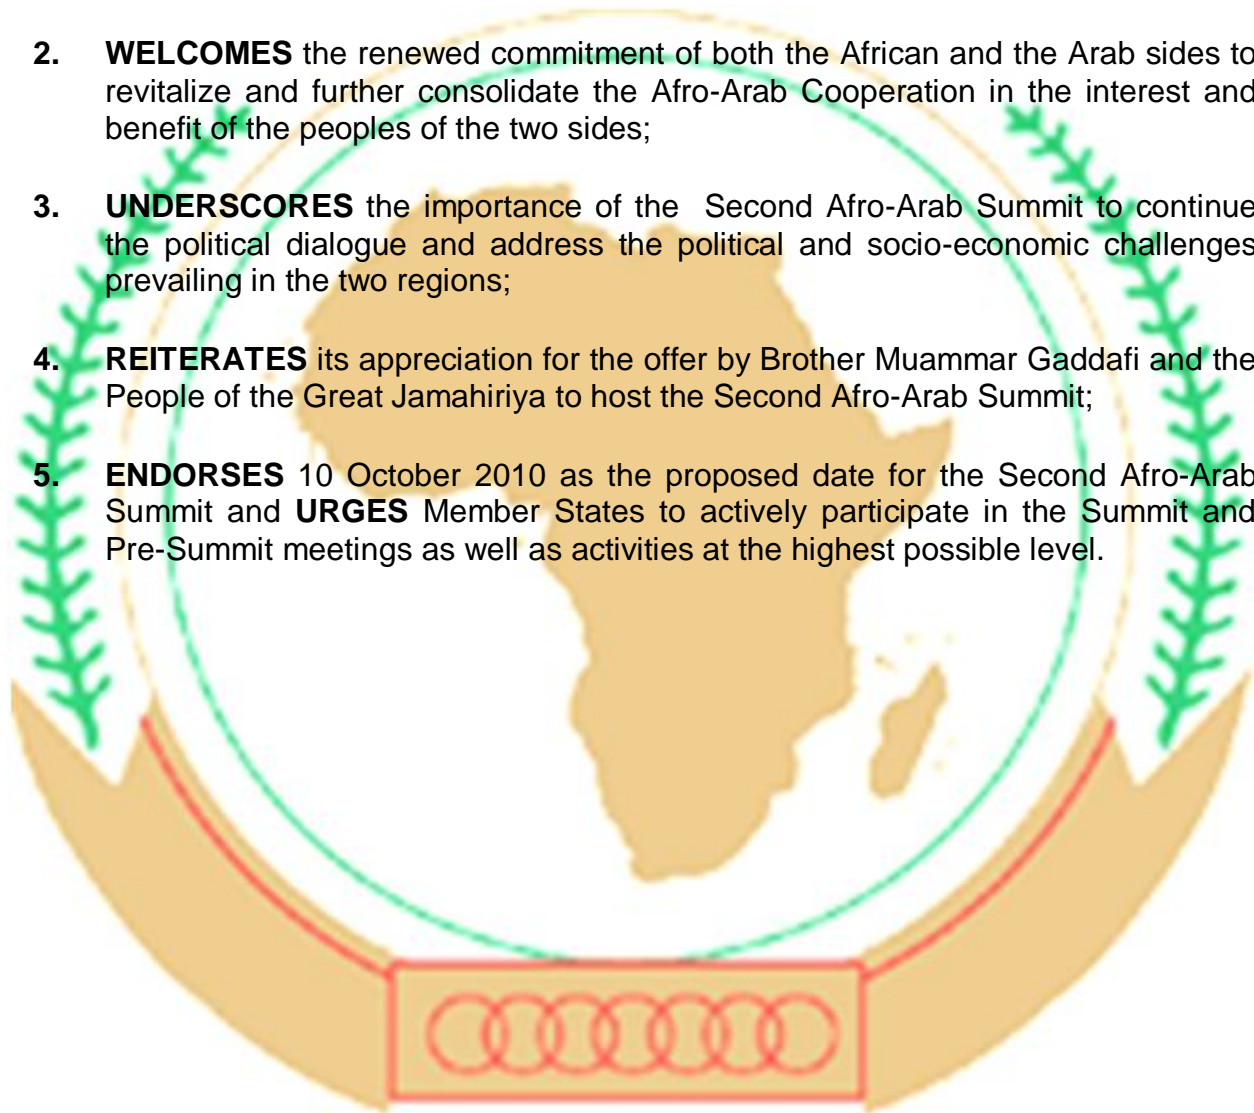 2. WELCOMES the renewed commitment of both the African and the Arab sides to
revitalize and further consolidate the Afro-Arab Cooperation in the interest and
benefit of the peoples of the two sides;
3. UNDERSCORES the importance of the Second Afro-Arab Summit to continue
the political dialogue and address the political and socio-economic challenges
prevailing in the two regions;
4. REITERATES its appreciation for the offer by Brother Muammar Gaddafi and the
People of the Great Jamahiriya to host the Second Afro-Arab Summit;
5. ENDORSES 10 October 2010 as the proposed date for the Second Afro-Arab
Summit and URGES Member States to actively participate in the Summit and
Pre-Summit meetings as well as activities at the highest possible level.